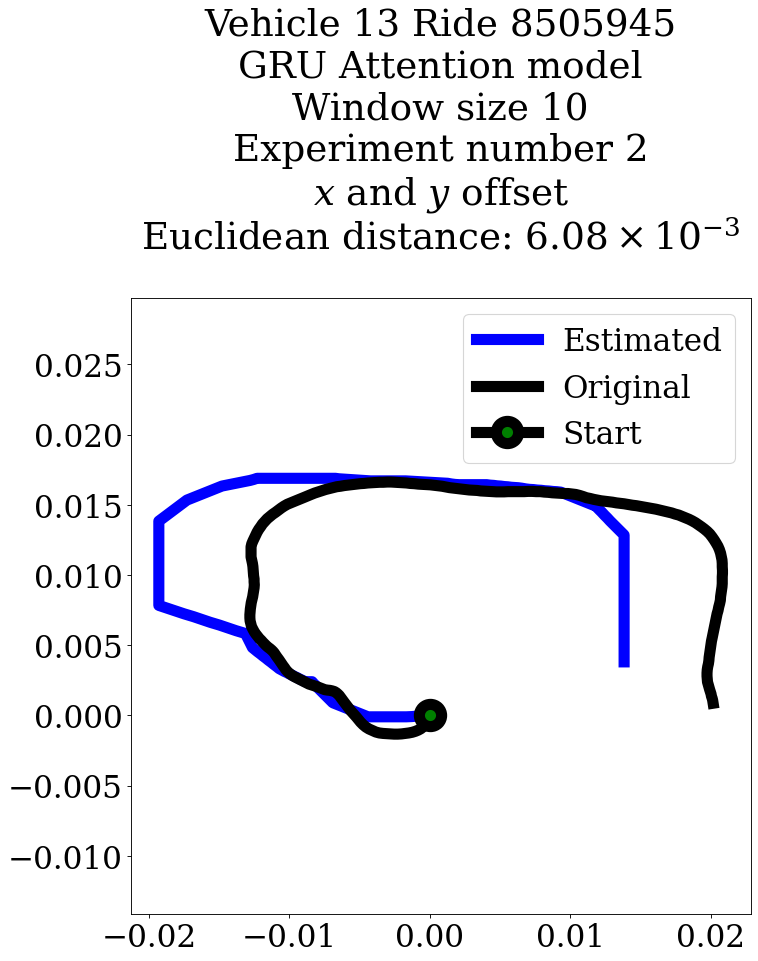 Vehicle 13 Ride 8505945
GRU Attention model
Window size 10
Experiment number 2
x and y offset
Euclidean distance: 6.08 × 10⁻³
Estimated
Original
Start
0.025
0.020
0.015
0.010
0.005
0.000
−0.005
−0.010
−0.02 −0.01 0.00 0.01 0.02